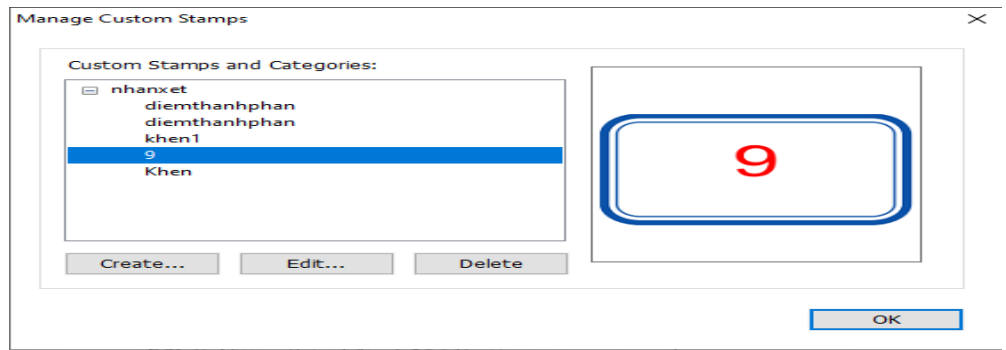 Manage Custom Stamps
Custom Stamps and Categories:
nhanxet
diemthanhphan
diemthanhphan
khen1
9
Khen
9
Create...
Edit...
Delete
OK